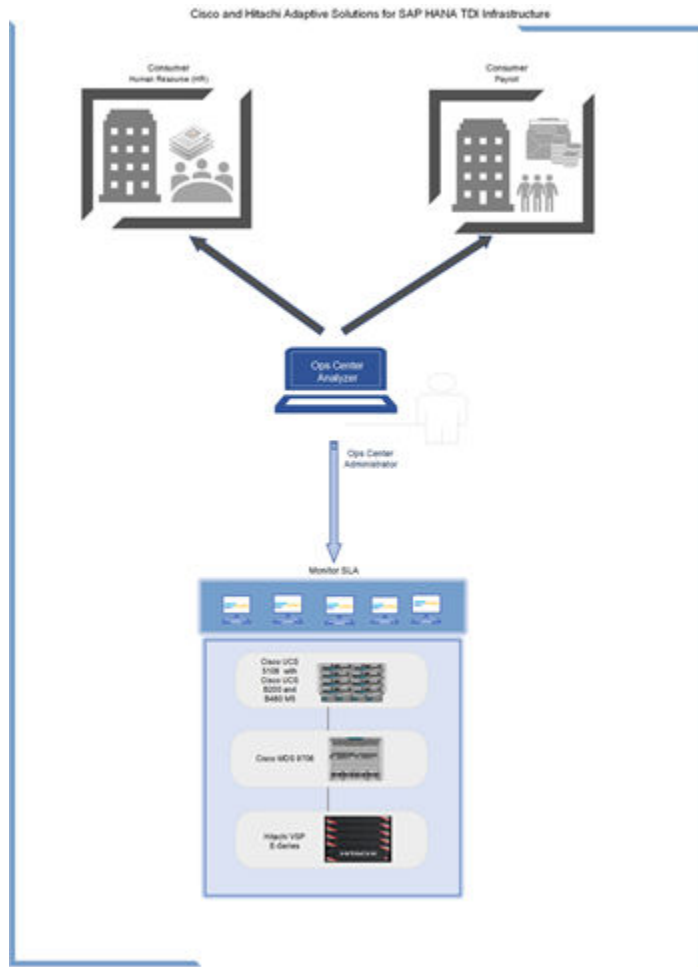 Cisco and Hitachi Adaptive Solutions for SAP HANA TDI Infrastructure
Consumer
Human Resource (HR)
Consumer
Payroll
Ops Center
Analyzer
Ops Center
Administrator
Monitor SLA
Cisco UCS
5108 with
Cisco UCS
B200 and
B480 M5
Cisco MDS 9706
Hitachi VSP
E-Series
HITACHI